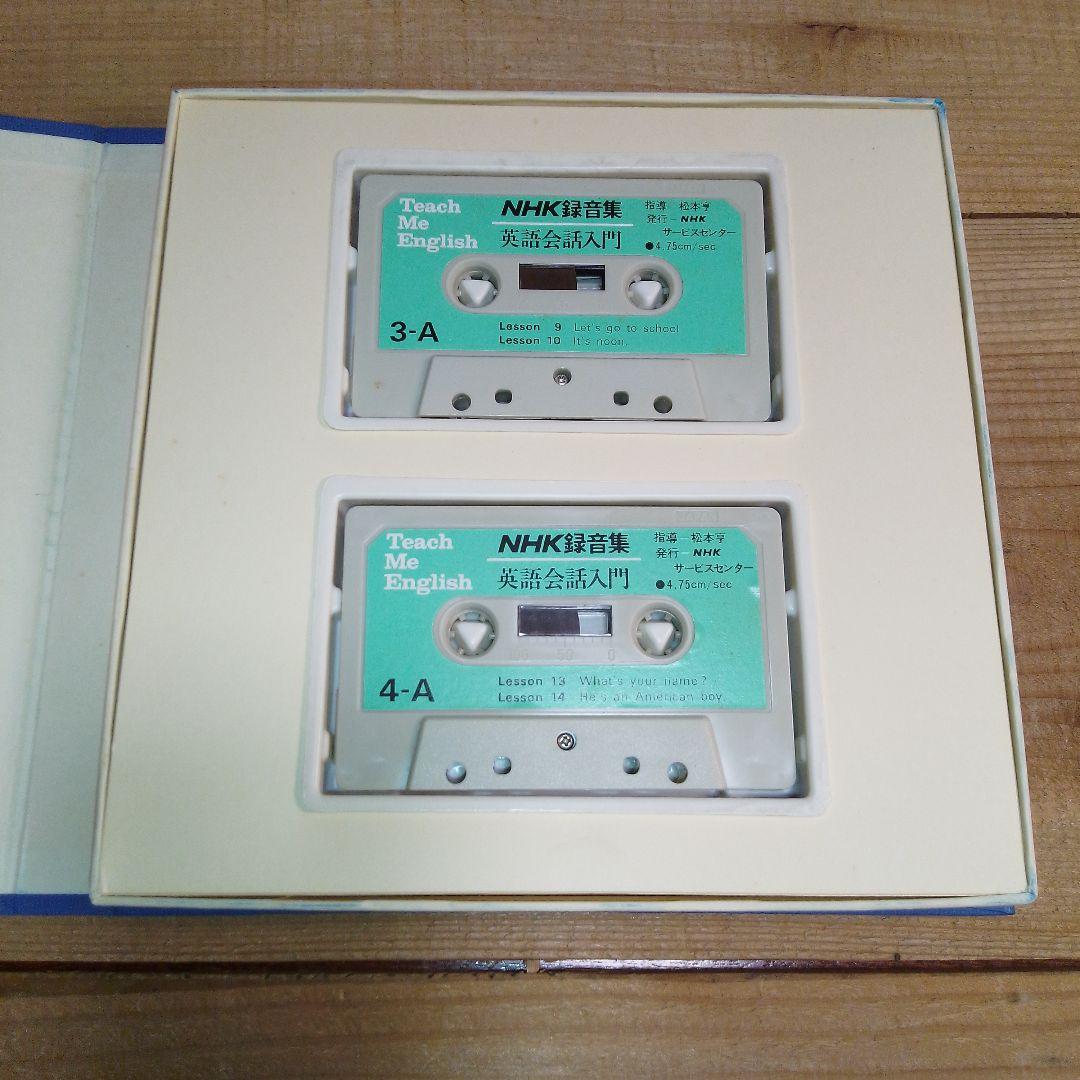 Teach
Me
English
NHK録音集
英語会話入門
指導―松本亨
発行―NHK
サービスセンター
●4.75cm/sec
3-A
Lesson 9 Let's go to school
Lesson 10 It's noon.
Teach
Me
English
NHK録音集
英語会話入門
指導―松本亨
発行―NHK
サービスセンター
●4.75cm/sec
100 50 0
4-A
Lesson 13 What's your name?
Lesson 14 He's an American boy.